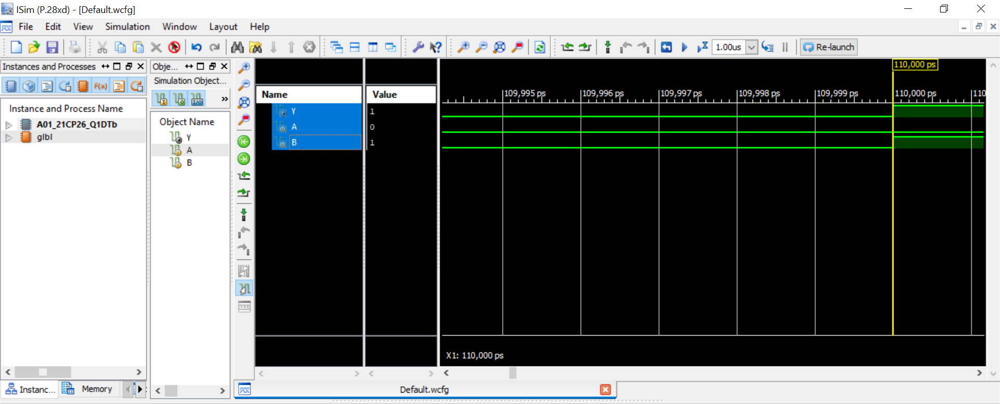 ISim (P.28xd) - [Default.wcfg]
File Edit View Simulation Window Layout Help
1.00us Re-launch
Instances and Processes
F(x)
Instance and Process Name
A01_21CP26_Q1DTb
glbl
Instanc... Memory
Obje...
Simulation Object...
I O I/O »
Object Name
Y
A
B
Name Value
Y 1
A 0
B 1
110,000 ps
109,995 ps 109,996 ps 109,997 ps 109,998 ps 109,999 ps 110,000 ps 110
X1: 110,000 ps
Default.wcfg